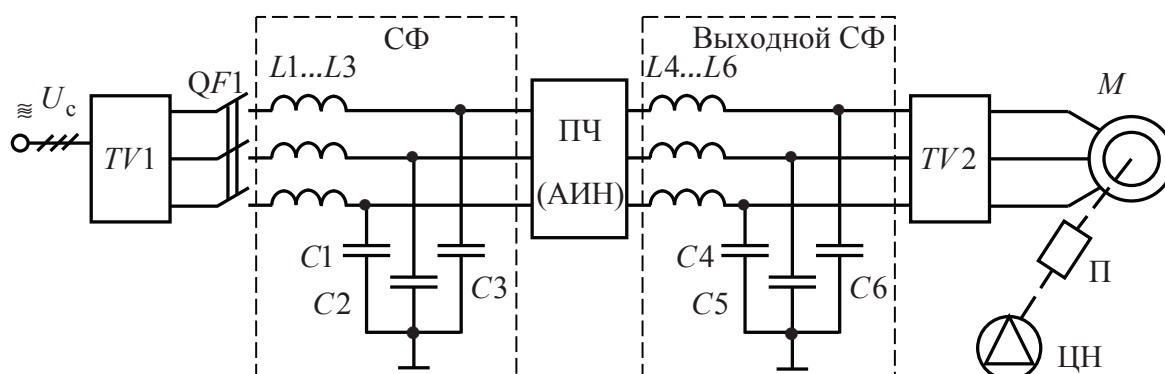 СФ
Выходной СФ
QF1
L1...L3
L4...L6
M
≋ Uс
TV1
ПЧ
(АИН)
TV2
C1
C2
C3
C4
C5
C6
П
ЦН